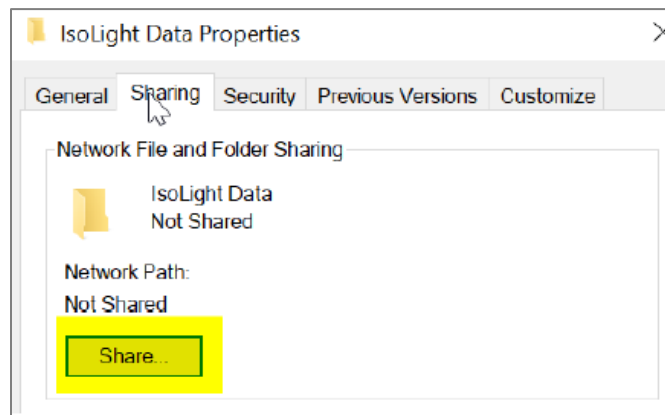 IsoLight Data Properties
General Sharing Security Previous Versions Customize
Network File and Folder Sharing
IsoLight Data
Not Shared
Network Path:
Not Shared
Share...